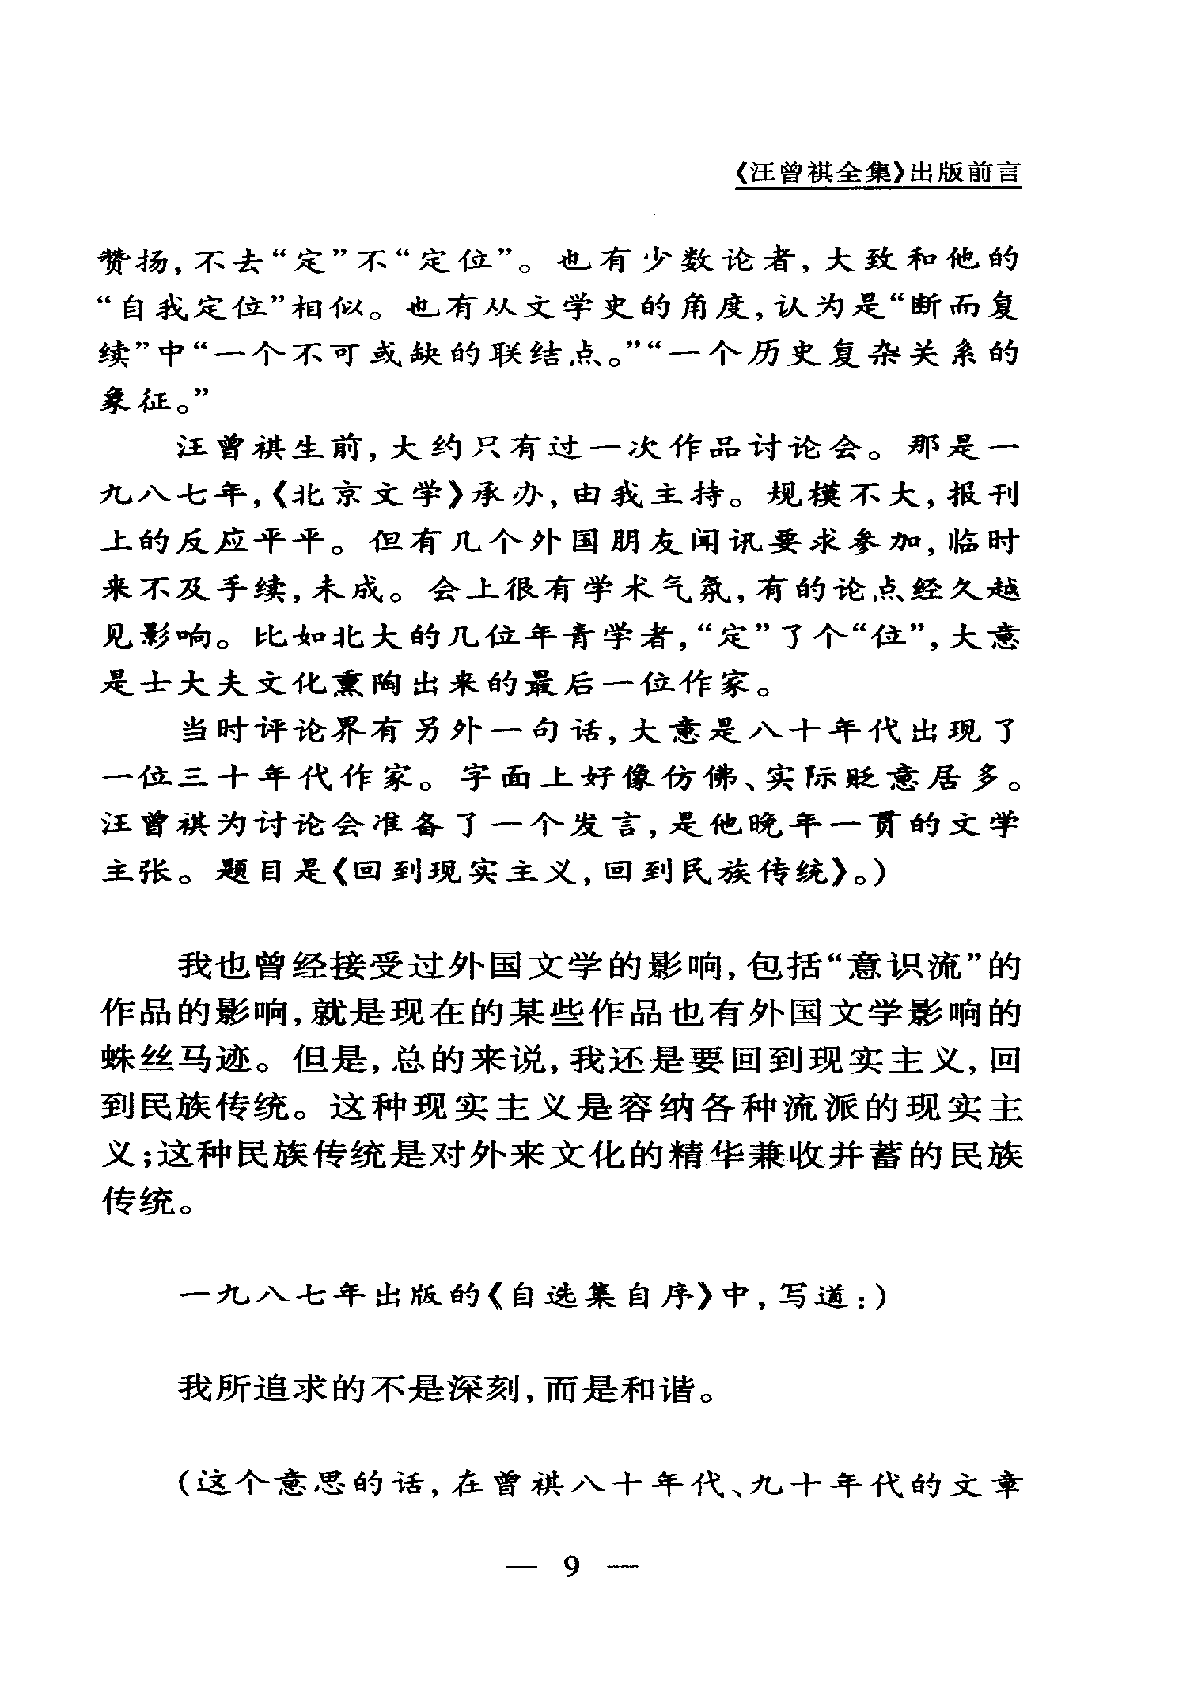 《汪曾祺全集》出版前言
赞扬,不去“定”不“定位”。也有少数论者,大致和他的
“自我定位”相似。也有从文学史的角度,认为是“断而复
续”中“一个不可或缺的联结点。”“一个历史复杂关系的
象征。”
汪曾祺生前,大约只有过一次作品讨论会。那是一
九八七年,《北京文学》承办,由我主持。规模不大,报刊
上的反应平平。但有几个外国朋友闻讯要求参加,临时
来不及手续,未成。会上很有学术气氛,有的论点经久越
见影响。比如北大的几位年青学者,“定”了个“位”,大意
是士大夫文化熏陶出来的最后一位作家。
当时评论界有另外一句话,大意是八十年代出现了
一位三十年代作家。字面上好像仿佛、实际贬意居多。
汪曾祺为讨论会准备了一个发言,是他晚年一贯的文学
主张。题目是《回到现实主义,回到民族传统》。)
我也曾经接受过外国文学的影响,包括“意识流”的
作品的影响,就是现在的某些作品也有外国文学影响的
蛛丝马迹。但是,总的来说,我还是要回到现实主义,回
到民族传统。这种现实主义是容纳各种流派的现实主
义;这种民族传统是对外来文化的精华兼收并蓄的民族
传统。
一九八七年出版的《自选集自序》中,写道:)
我所追求的不是深刻,而是和谐。
(这个意思的话,在曾祺八十年代、九十年代的文章
— 9 —